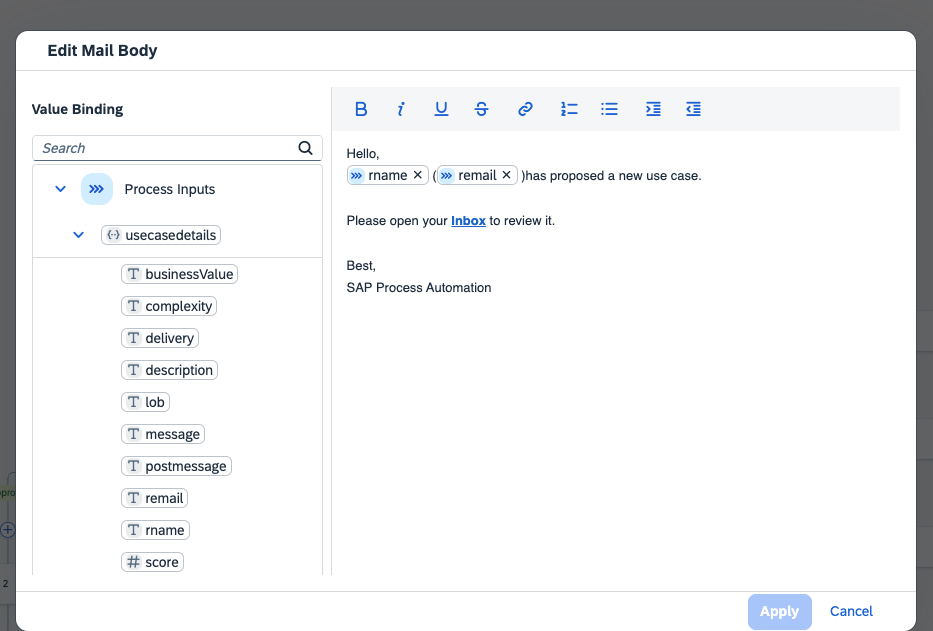 Edit Mail Body
Value Binding
Search
Process Inputs
usecasedetails
businessValue
complexity
delivery
description
lob
message
postmessage
remail
rname
# score
B i U S
Hello,
rname × ( remail × )has proposed a new use case.
Please open your Inbox to review it.
Best,
SAP Process Automation
Apply Cancel
2